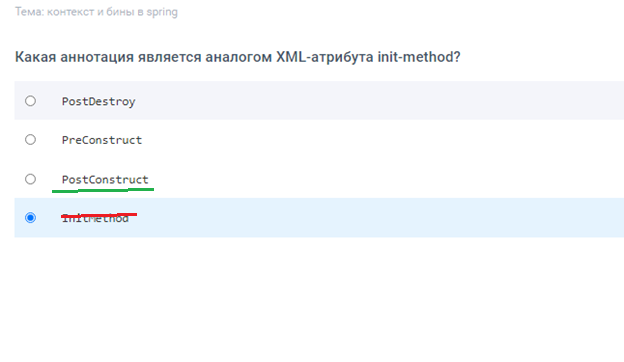 Тема: контекст и бины в spring
Какая аннотация является аналогом XML-атрибута init-method?
PostDestroy
PreConstruct
PostConstruct
InitMethod